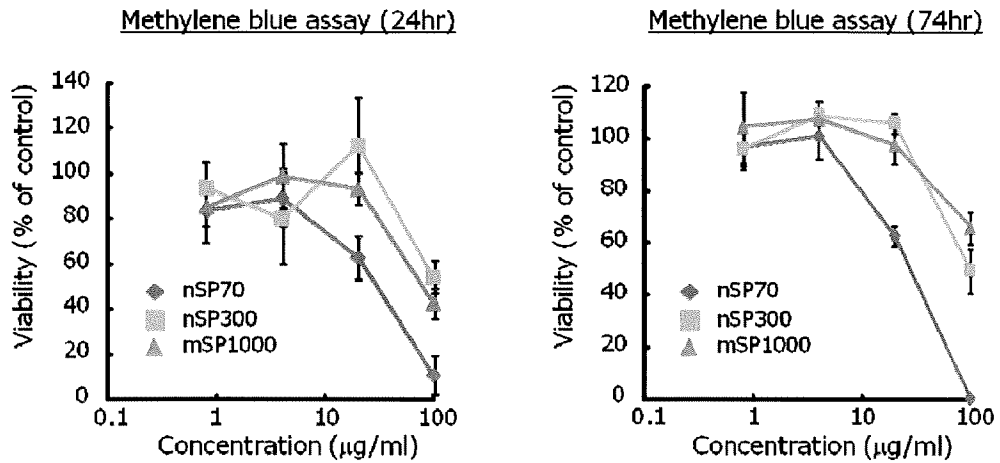 Methylene blue assay (24hr)
Viability (% of control)
140
120
100
80
60
40
20
0
nSP70
nSP300
mSP1000
0.1
1
10
100
Concentration (μg/ml)
Methylene blue assay (74hr)
Viability (% of control)
120
100
80
60
40
20
0
nSP70
nSP300
mSP1000
0.1
1
10
100
Concentration (μg/ml)